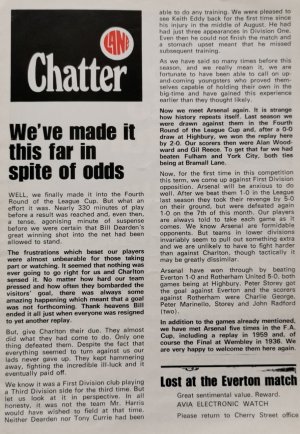 LANE
Chatter
We've made it
this far in
spite of odds
WELL, we finally made it into the Fourth
Round of the League Cup. But what an
effort it was. Nearly 330 minutes of play
before a result was reached and, even then,
a tense, agonising minute of suspense
before we were certain that Bill Dearden's
great winning shot into the net had been
allowed to stand.
The frustrations which beset our players
were almost unbearable for those taking
part or watching. It seemed that nothing was
ever going to go right for us and Charlton
proved it. No matter how hard our team
pressed and how often they bombarded the
visitors' goal, there was always some
amazing happening which meant that a goal
was not forthcoming. Thank heavens Bill
ended it all just when everyone was resigned
to yet another replay.
But, give Charlton their due. They almost
did what they had come to do. Only one
thing defeated them. Despite the fact that
everything seemed to turn against us our
lads never gave up. They kept hammering
away, fighting the incredible ill-luck and it
eventually paid off.
We know it was a First Division club playing
a Third Division side for the third time. But
let us look at it in perspective. In all
honesty, it was not the team Mr. Harris
would have wished to field at this time.
Neither Dearden nor Tony Currie had been
able to do any training. We were pleased to
see Keith Eddy back for the first time since
his injury in the middle of August. He had
had just three appearances in Division One.
Even then he could not finish the match and
a stomach upset meant that he missed
subsequent training.
As we have said so many times before this
season, and we really mean it, we are
fortunate to have been able to call on up-
and-coming youngsters who proved them-
selves capable of holding their own in the
big-time and have gained this experience
earlier than they thought likely.
Now we meet Arsenal again. It is strange
how history repeats itself. Last season we
were drawn against them in the Fourth
Round of the League Cup and, after a 0-0
draw at Highbury, we won the replay here
by 2-0. Our scorers then were Alan Wood-
ward and Gil Reece. To get that far we had
beaten Fulham and York City, both ties
being at Bramall Lane.
Now, for the first time in this competition
this term, we come up against First Division
opposition. Arsenal will be anxious to do
well. After we beat them 1-0 in the League
last season they took their revenge by 5-0
on their ground, but were defeated again
1-0 on the 7th of this month. Our players
are always told to take each game as it
comes. We know Arsenal are formidable
opponents. But teams in lower divisions
invariably seem to pull out something extra
and we are unlikely to have to fight harder
than against Charlton, though tactically it
may be greatly dissimilar.
Arsenal have won through by beating
Everton 1-0 and Rotherham United 5-0, both
games being at Highbury. Peter Storey got
the goal against Everton and the scorers
against Rotherham were Charlie George,
Peter Marinello, Storey and John Radford
(two).
In addition to the games already mentioned,
we have met Arsenal five times in the F.A.
Cup, including a replay in 1959 and, of
course the Final at Wembley in 1936. We
are very happy to welcome them here again.
Lost at the Everton match
Great sentimental value. Reward.
AVIA ELECTRONIC WATCH
Please return to Cherry Street office